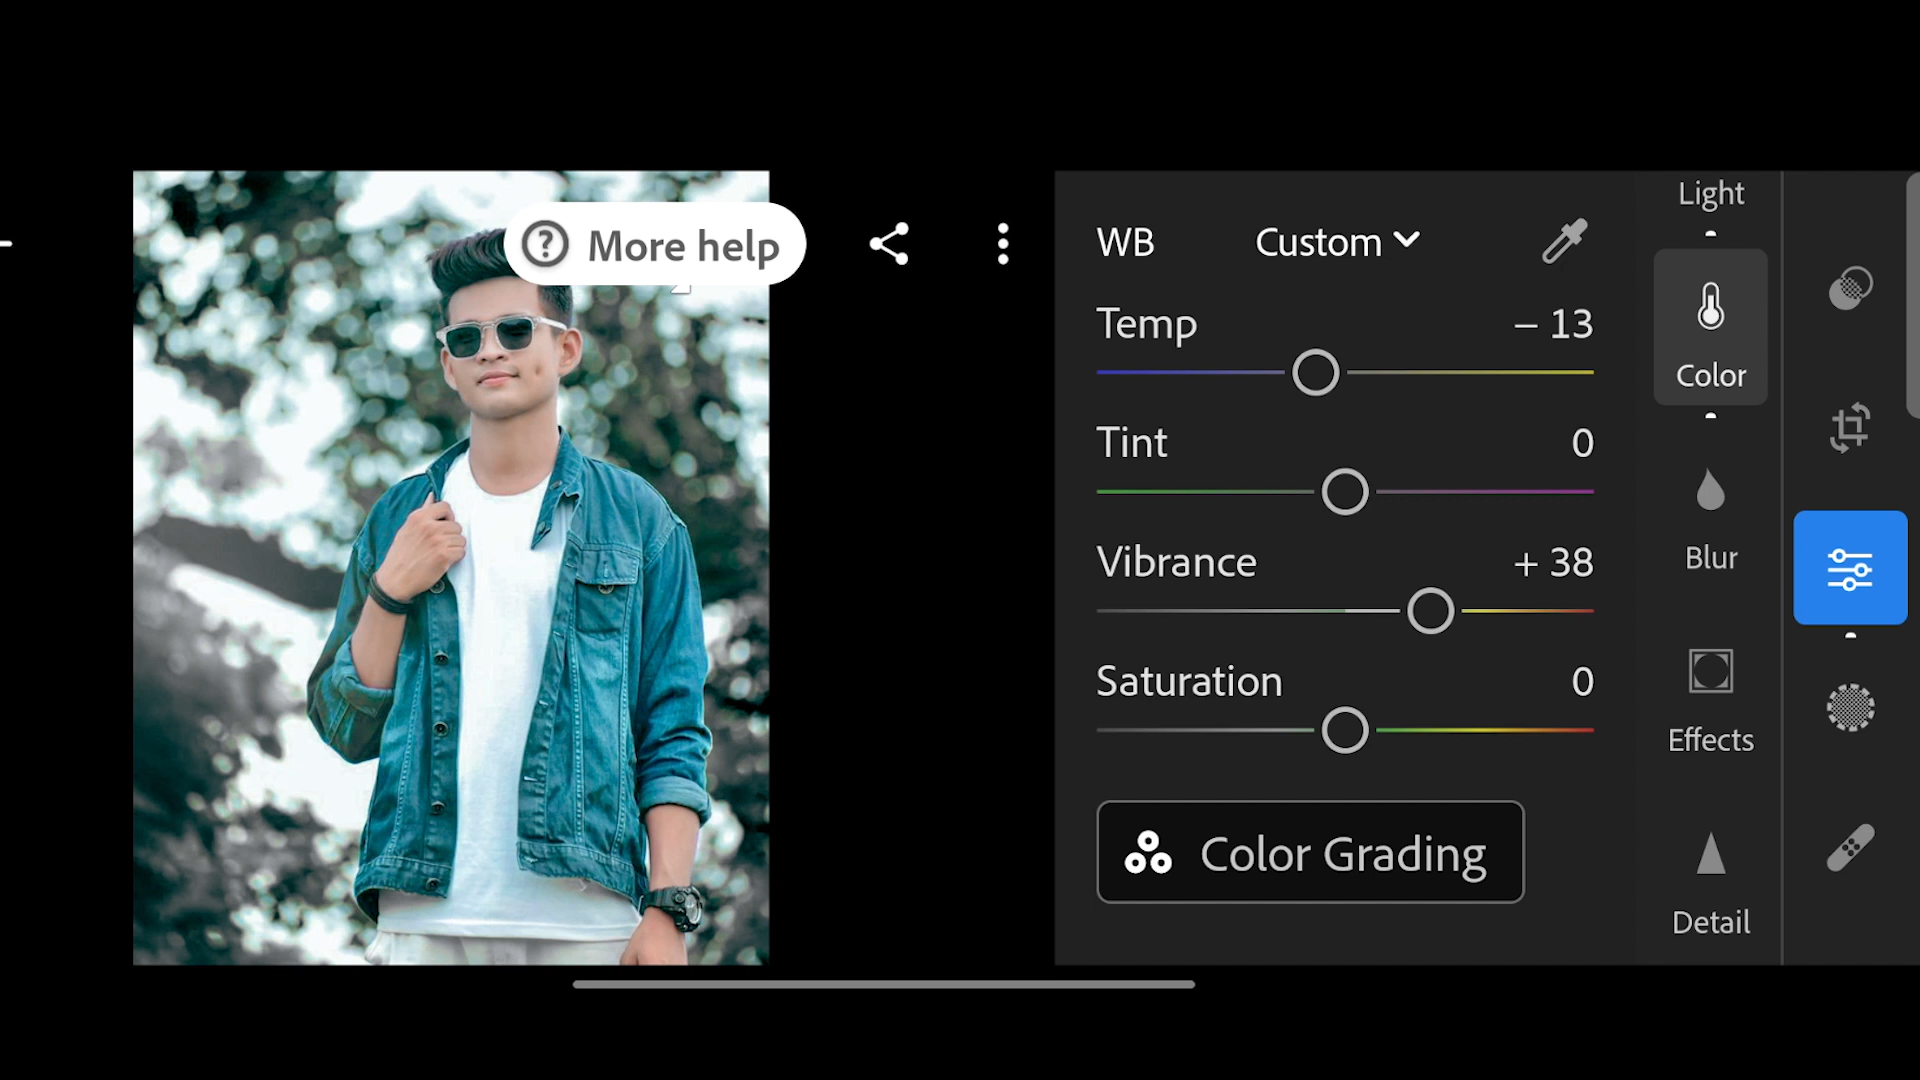 More help
WB Custom
Temp – 13
Tint 0
Vibrance + 38
Saturation 0
Color Grading
Light
Color
Blur
Effects
Detail